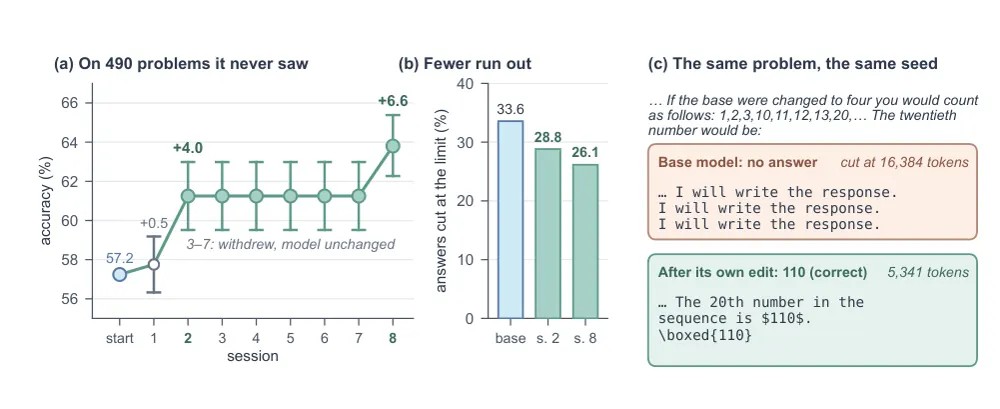 (a) On 490 problems it never saw
accuracy (%)
66
64
62
60
58
56
57.2
+0.5
+4.0
+6.6
3–7: withdrew, model unchanged
start 1 2 3 4 5 6 7 8
session
(b) Fewer run out
answers cut at the limit (%)
40
30
20
10
0
33.6
28.8
26.1
base s. 2 s. 8
(c) The same problem, the same seed
… If the base were changed to four you would count
as follows: 1,2,3,10,11,12,13,20,… The twentieth
number would be:
Base model: no answer cut at 16,384 tokens
… I will write the response.
I will write the response.
I will write the response.
After its own edit: 110 (correct) 5,341 tokens
… The 20th number in the
sequence is $110$.
\boxed{110}